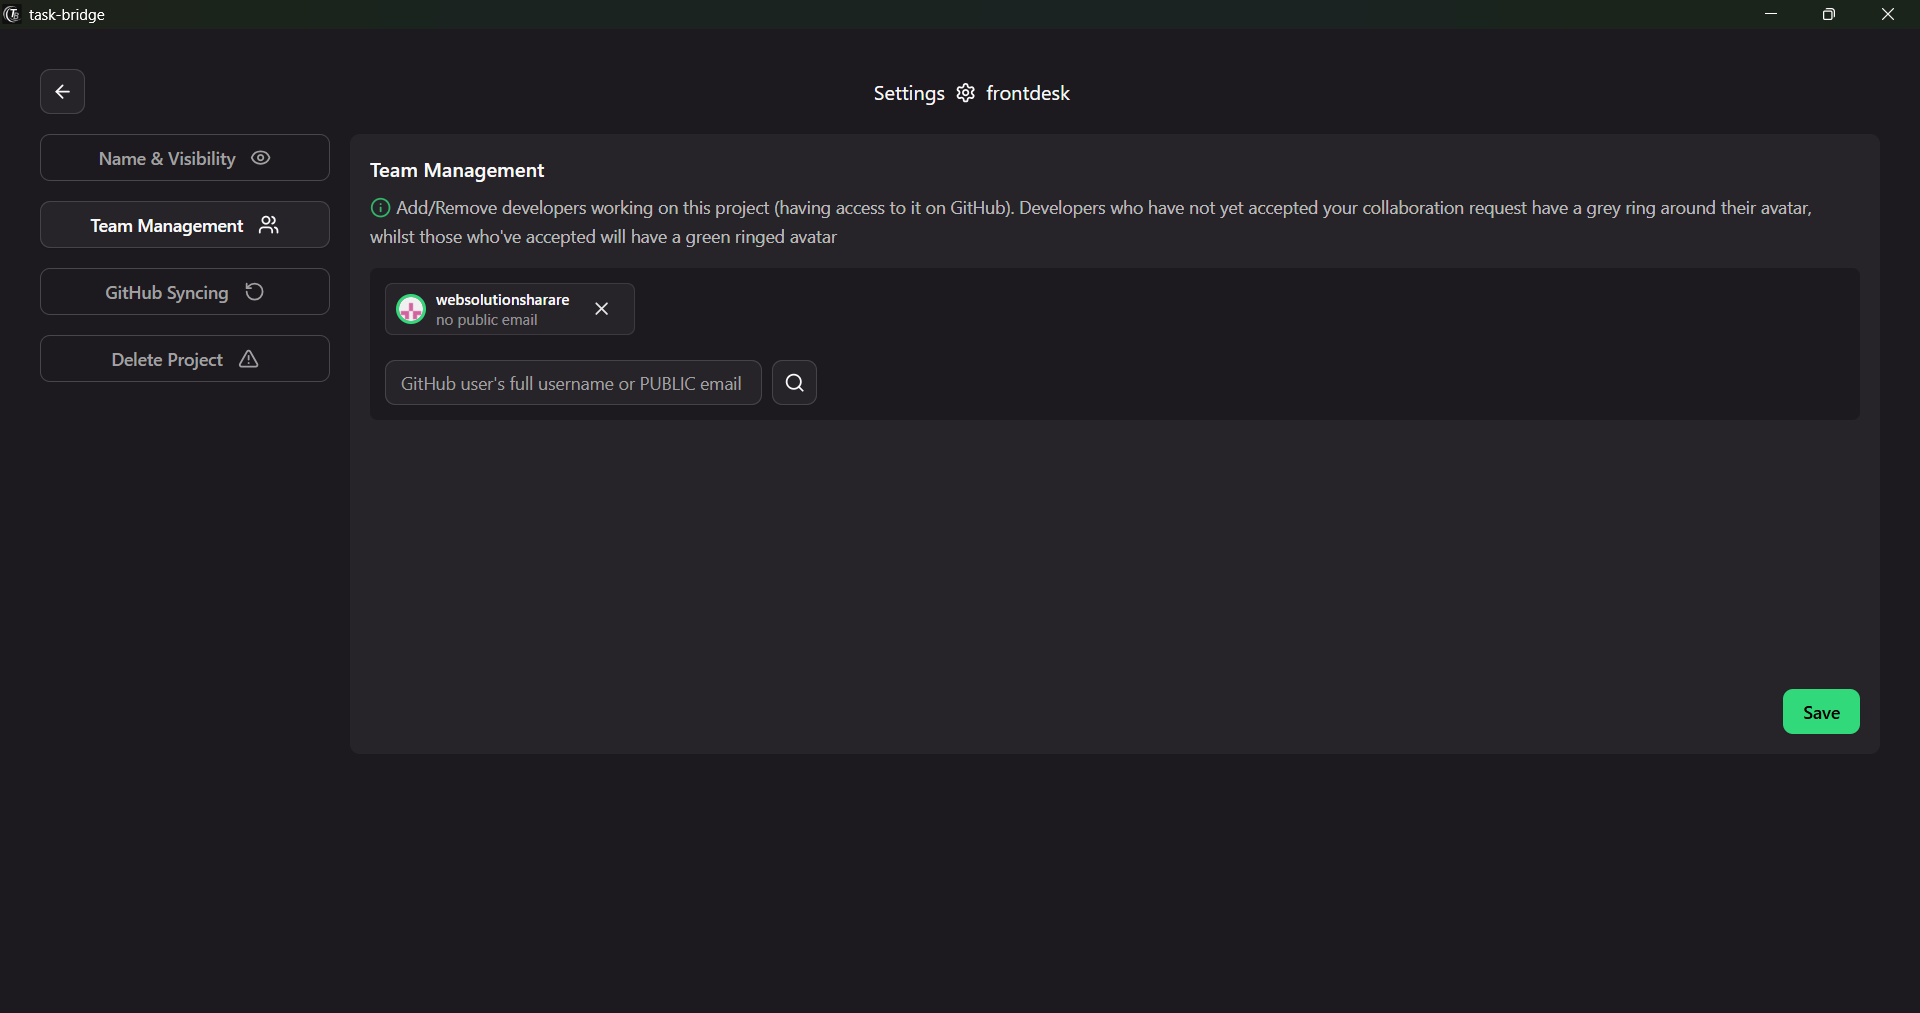 task-bridge
Settings frontdesk
Name & Visibility
Team Management
GitHub Syncing
Delete Project
Team Management
Add/Remove developers working on this project (having access to it on GitHub). Developers who have not yet accepted your collaboration request have a grey ring around their avatar,
whilst those who've accepted will have a green ringed avatar
websolutionsharare
no public email
GitHub user's full username or PUBLIC email
Save